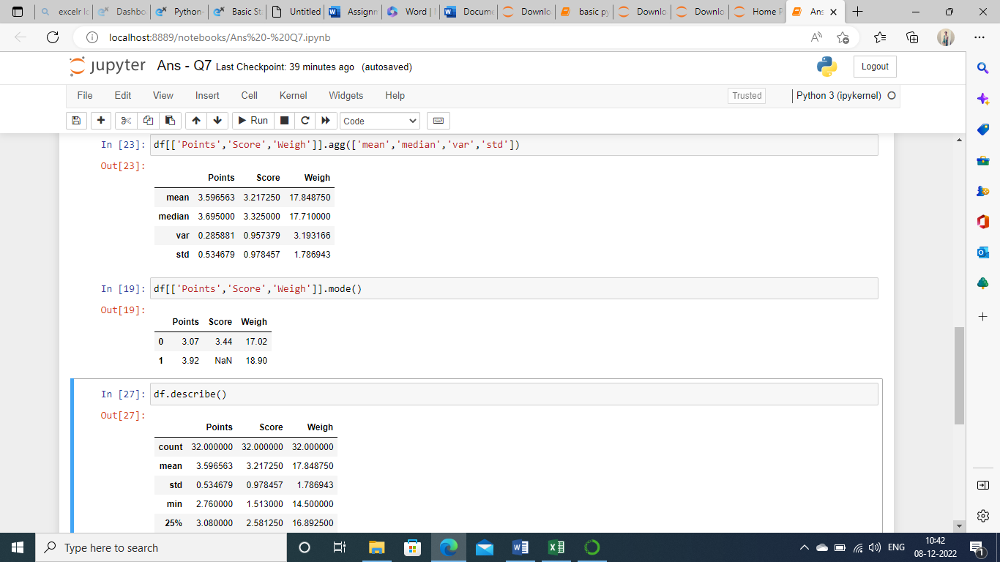 excelr lo Dashbo Python- Basic St Untitled Assignm Word | Docume Downlo basic py Downlo Downlo Home P Ans
localhost:8889/notebooks/Ans%20-%20Q7.ipynb
jupyter Ans - Q7 Last Checkpoint: 39 minutes ago (autosaved) Logout
File Edit View Insert Cell Kernel Widgets Help Trusted Python 3 (ipykernel)
Run Code
In [23]: df[['Points','Score','Weigh']].agg(['mean','median','var','std'])
Out[23]:
Points Score Weigh
mean 3.596563 3.217250 17.848750
median 3.695000 3.325000 17.710000
var 0.285881 0.957379 3.193166
std 0.534679 0.978457 1.786943
In [19]: df[['Points','Score','Weigh']].mode()
Out[19]:
Points Score Weigh
0 3.07 3.44 17.02
1 3.92 NaN 18.90
In [27]: df.describe()
Out[27]:
Points Score Weigh
count 32.000000 32.000000 32.000000
mean 3.596563 3.217250 17.848750
std 0.534679 0.978457 1.786943
min 2.760000 1.513000 14.500000
25% 3.080000 2.581250 16.892500
Type here to search ENG 10:42
08-12-2022 1